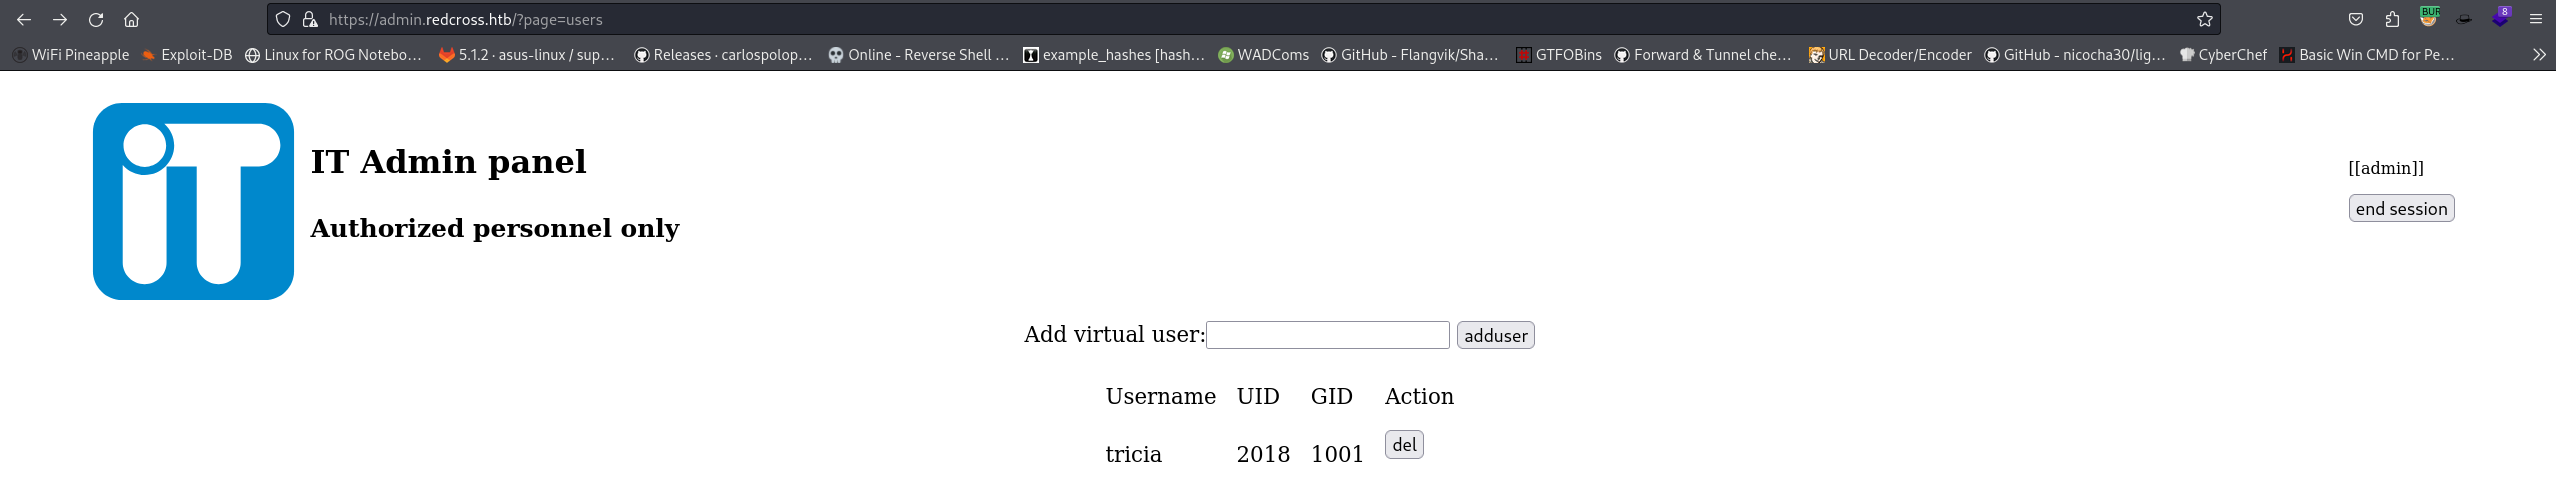 https://admin.redcross.htb/?page=users
BUR
8
WiFi Pineapple Exploit-DB Linux for ROG Notebo… 5.1.2 · asus-linux / sup… Releases · carlospolop… Online - Reverse Shell … example_hashes [hash… WADComs GitHub - Flangvik/Sha… GTFOBins Forward & Tunnel che… URL Decoder/Encoder GitHub - nicocha30/lig… CyberChef Basic Win CMD for Pe…
iT
IT Admin panel
[[admin]]
end session
Authorized personnel only
Add virtual user: adduser
Username UID GID Action
tricia 2018 1001 del